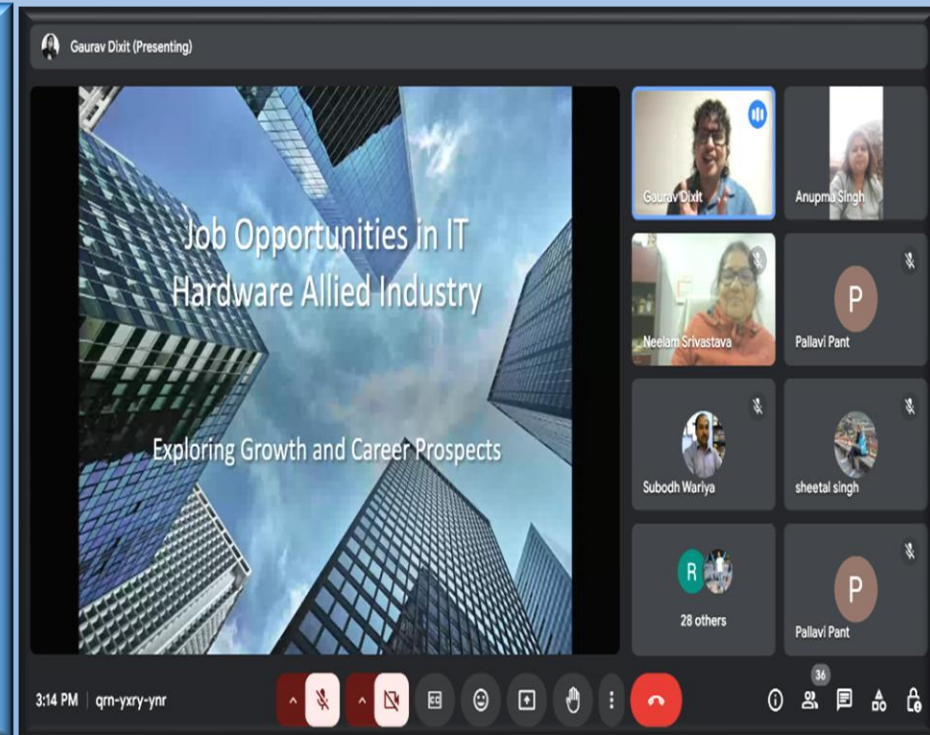 Gaurav Dixit (Presenting)
Job Opportunities in IT
Hardware Allied Industry
Exploring Growth and Career Prospects
Gaurav Dixit
Anupma Singh
Neelam Srivastava
P
Pallavi Pant
Subodh Wariya
sheetal singh
R
28 others
P
Pallavi Pant
3:14 PM | qrn-yxry-ynr
CC
36